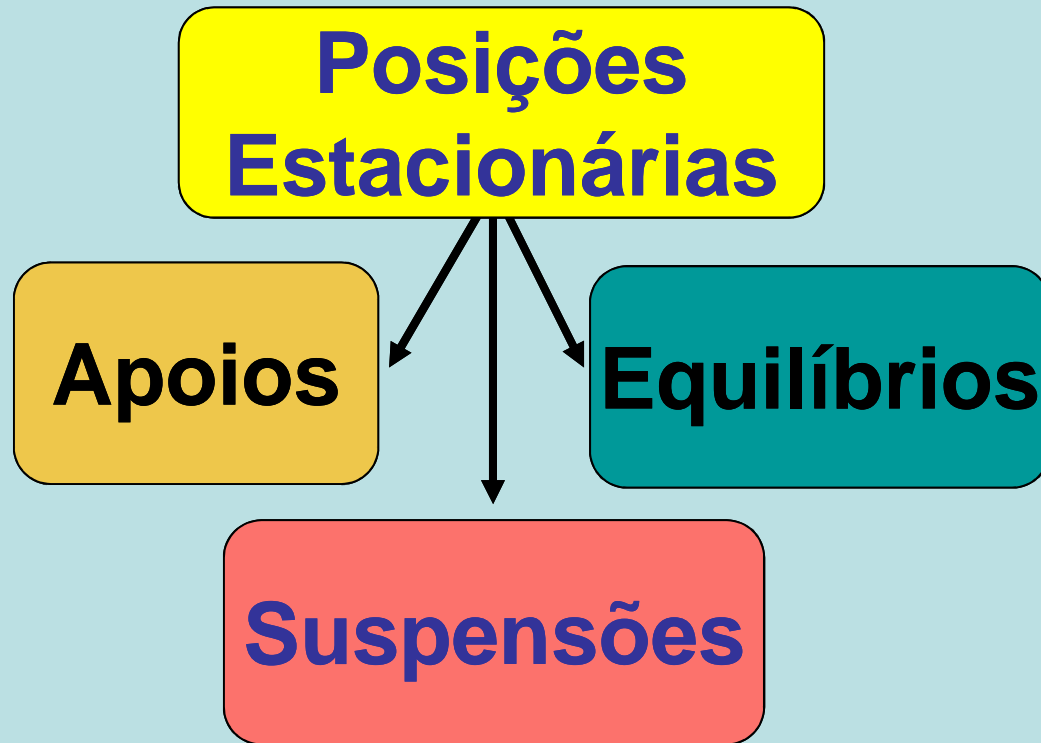 Posições
Estacionárias
Apoios
Equilíbrios
Suspensões